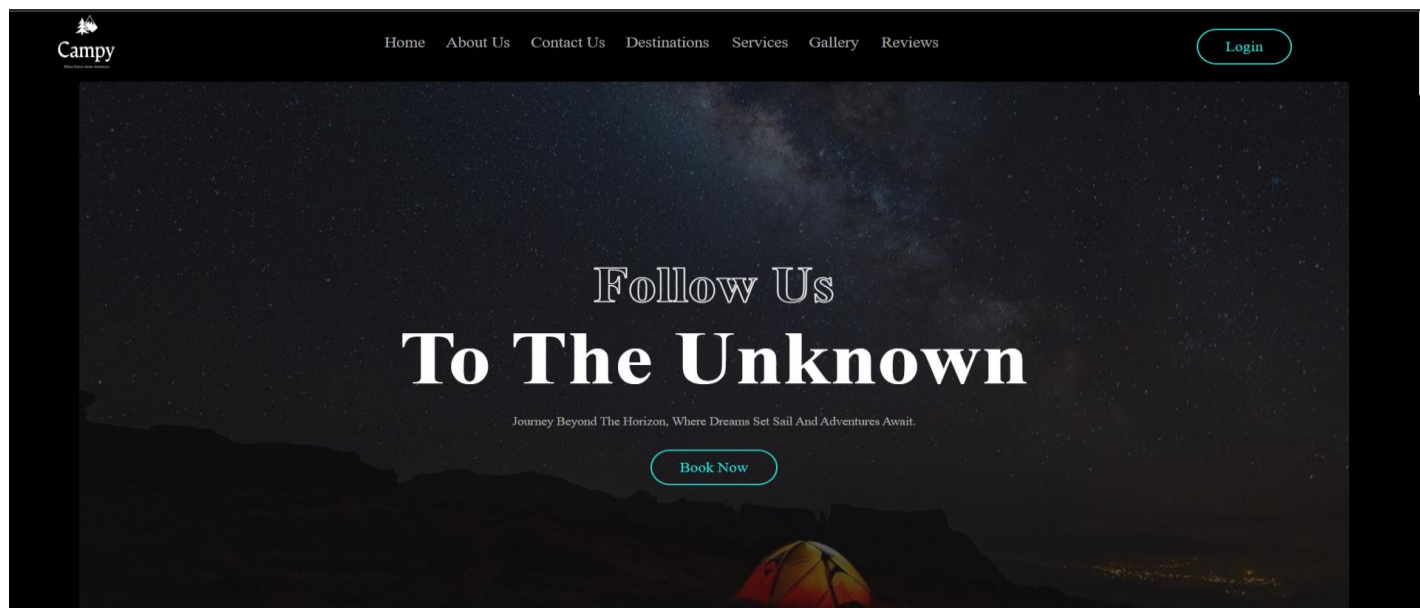 Campy
Home About Us Contact Us Destinations Services Gallery Reviews
Login
Follow Us
To The Unknown
Journey Beyond The Horizon, Where Dreams Set Sail And Adventures Await.
Book Now